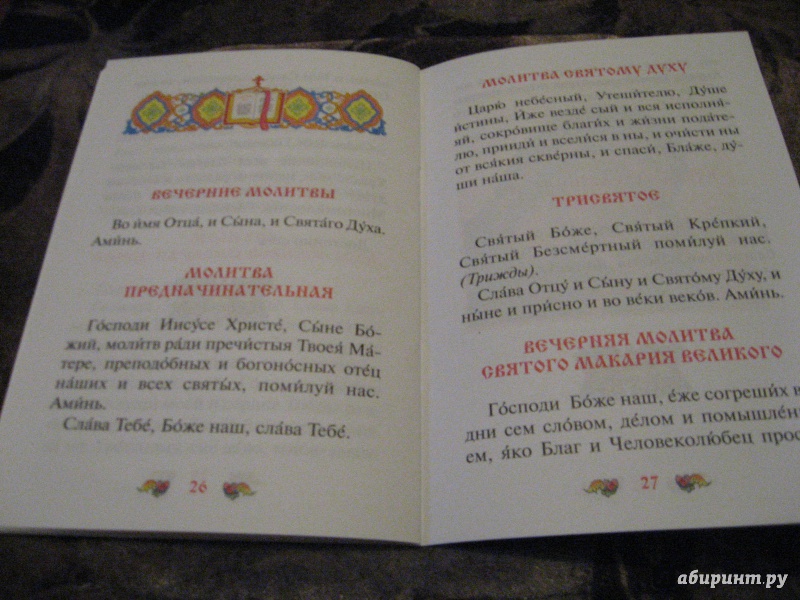 ВЕЧЕРНИЕ МОЛИТВЫ
Во и́мя Отца́, и Сы́на, и Свята́го Ду́ха.
Ами́нь.
МОЛИТВА
ПРЕДНАЧИНАТЕЛЬНАЯ
Го́споди Иису́се Христе́, Сы́не Бо́-
жий, моли́тв ра́ди пречи́стыя Твоея́ Ма́-
тере, преподо́бных и богоно́сных оте́ц
на́ших и всех святы́х, поми́луй нас.
Ами́нь.
Сла́ва Тебе́, Бо́же наш, сла́ва Тебе́.
26
МОЛИТВА СВЯТОМУ ДУХУ
Царю́ небе́сный, Утеши́телю, Ду́ше
и́стины, И́же везде́ сый и вся исполня́-
яй, сокро́вище благи́х и жи́зни пода́те-
лю, прииди́ и всели́ся в ны, и очи́сти ны
от вся́кия скве́рны, и спаси́, Бла́же, ду́-
ши на́ша.
ТРИСВЯТОЕ
Святы́й Бо́же, Святы́й Кре́пкий,
Святы́й Безсме́ртный поми́луй нас.
(Трижды).
Сла́ва Отцу́ и Сы́ну и Свято́му Ду́ху, и
ны́не и при́сно и во ве́ки веко́в. Ами́нь.
ВЕЧЕРНЯЯ МОЛИТВА
СВЯТОГО МАКАРИЯ ВЕЛИКОГО
Го́споди Бо́же наш, е́же согреши́х в
дни сем сло́вом, де́лом и помышле́н
ем, я́ко Благ и Человеколю́бец прос
27
абиринт.ру